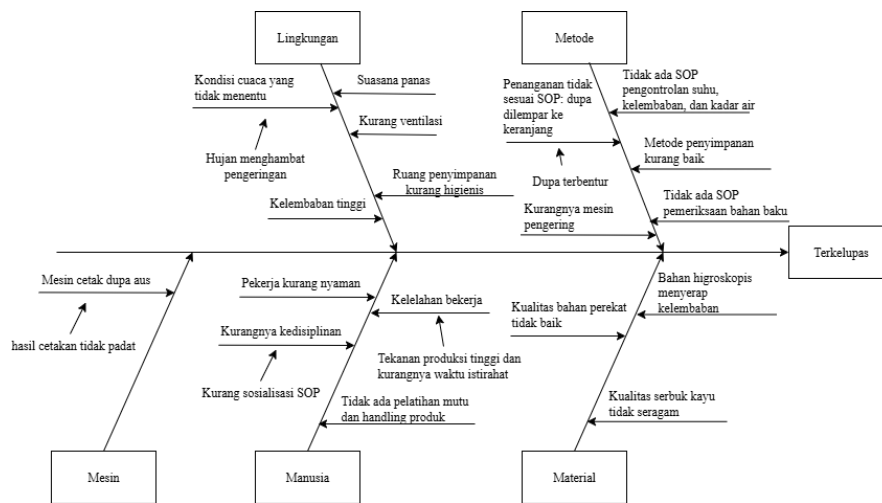 Lingkungan
Metode
Kondisi cuaca yang
tidak menentu
Suasana panas
Kurang ventilasi
Hujan menghambat
pengeringan
Ruang penyimpanan
kurang higienis
Kelembaban tinggi
Penanganan tidak
sesuai SOP: dupa
dilempar ke
keranjang
Tidak ada SOP
pengontrolan suhu,
kelembaban, dan kadar air
Metode penyimpanan
kurang baik
Dupa terbentur
Kurangnya mesin
pengering
Tidak ada SOP
pemeriksaan bahan baku
Terkelupas
Mesin cetak dupa aus
hasil cetakan tidak padat
Pekerja kurang nyaman
Kelelahan bekerja
Kurangnya kedisiplinan
Tekanan produksi tinggi dan
kurangnya waktu istirahat
Kurang sosialisasi SOP
Tidak ada pelatihan mutu
dan handling produk
Bahan higroskopis
menyerap
kelembaban
Kualitas bahan perekat
tidak baik
Kualitas serbuk kayu
tidak seragam
Mesin
Manusia
Material